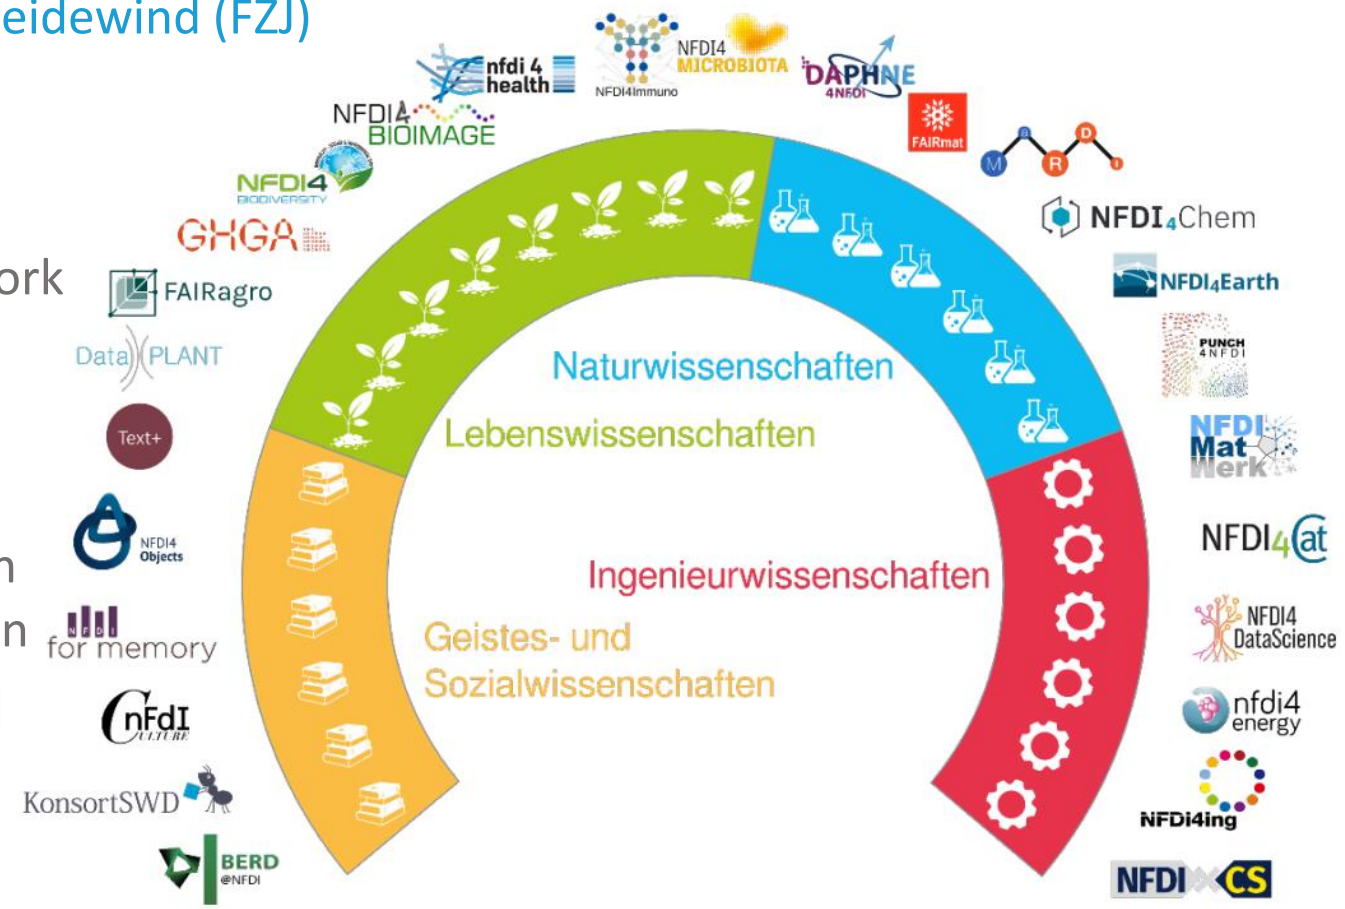 eidewind (FZJ)
ork
n
n
nfdi 4
health
NFDI4Immuno
NFDI4
MICROBIOTA
DAPHNE
4NFDI
FAIRmat
M A R D I
NFDI4
BIOIMAGE
NFDI4
BIODIVERSITY
GHGA
FAIRagro
Data PLANT
Text+
NFDI4
Objects
NFDI
for memory
nFdI
CULTURE
KonsortSWD
BERD
@NFDI
NFDI4Chem
NFDI4Earth
PUNCH
4NFDI
NFDI
Mat
Werk
NFDI4Cat
NFDI4
DataScience
nfdi4
energy
NFDi4ing
NFDI CS
Naturwissenschaften
Lebenswissenschaften
Ingenieurwissenschaften
Geistes- und
Sozialwissenschaften